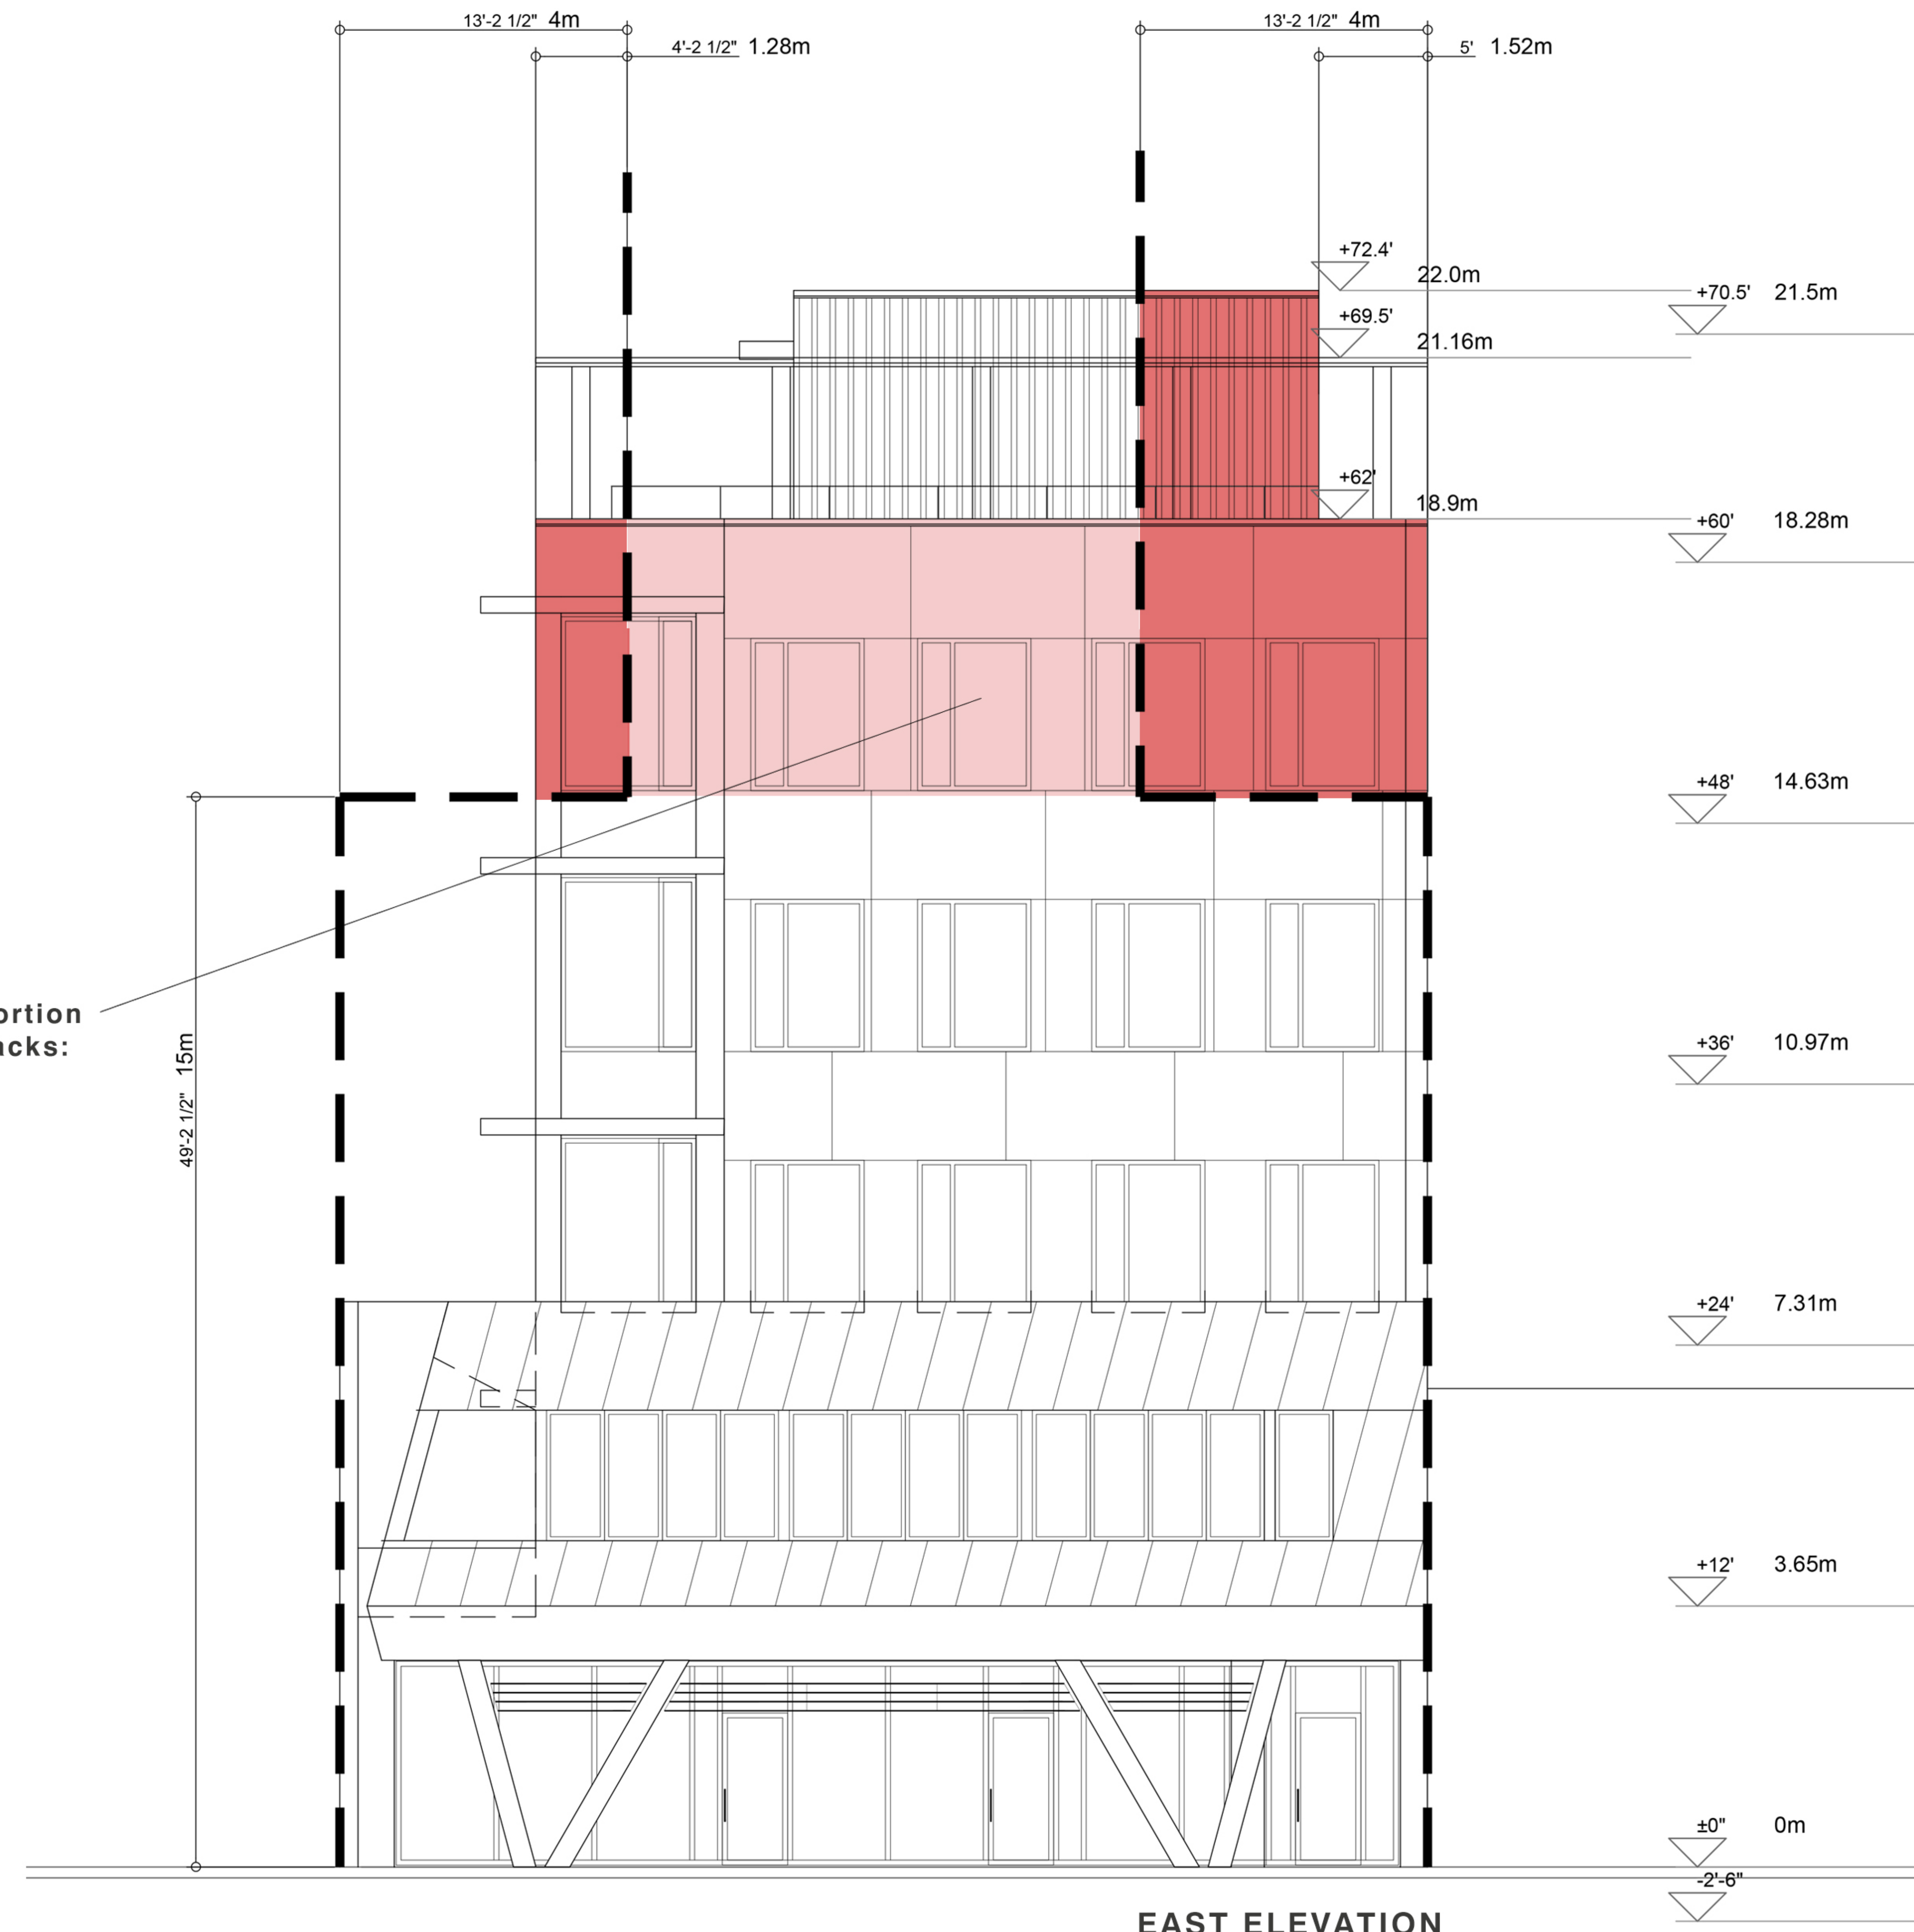 13'-2 1/2" 4m
13'-2 1/2" 4m
4'-2 1/2" 1.28m
5' 1.52m
+72.4'
22.0m
+70.5' 21.5m
+69.5'
21.16m
+62'
18.9m
+60' 18.28m
+48' 14.63m
ortion
acks:
49'-2 1/2" 15m
+36' 10.97m
+24' 7.31m
+12' 3.65m
±0" 0m
-2'-6"
EAST ELEVATION